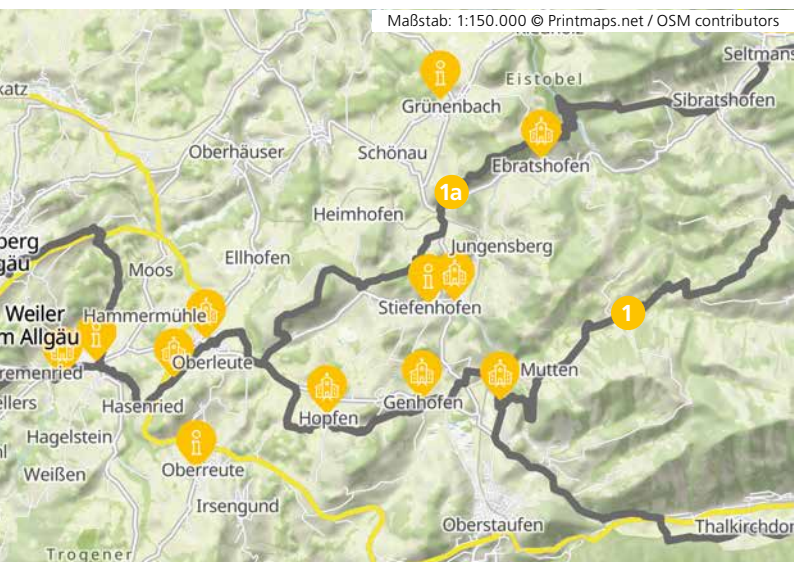 Maßstab: 1:150.000 © Printmaps.net / OSM contributors
Seltmans
Eistobel
katz
Grünenbach
Sibratshofen
Oberhäuser
Schönau
Ebratshofen
1a
Heimhofen
berg
gäu
Jungensberg
Ellhofen
Moos
Stiefenhofen
Weiler
m Allgäu
Hammermühle
1
Oberleute
Mutten
remenried
ellers
Hasenried
Genhofen
Hopfen
Hagelstein
Oberreute
Weißen
Irsengund
Oberstaufen
Thalkirchdor
Trogener